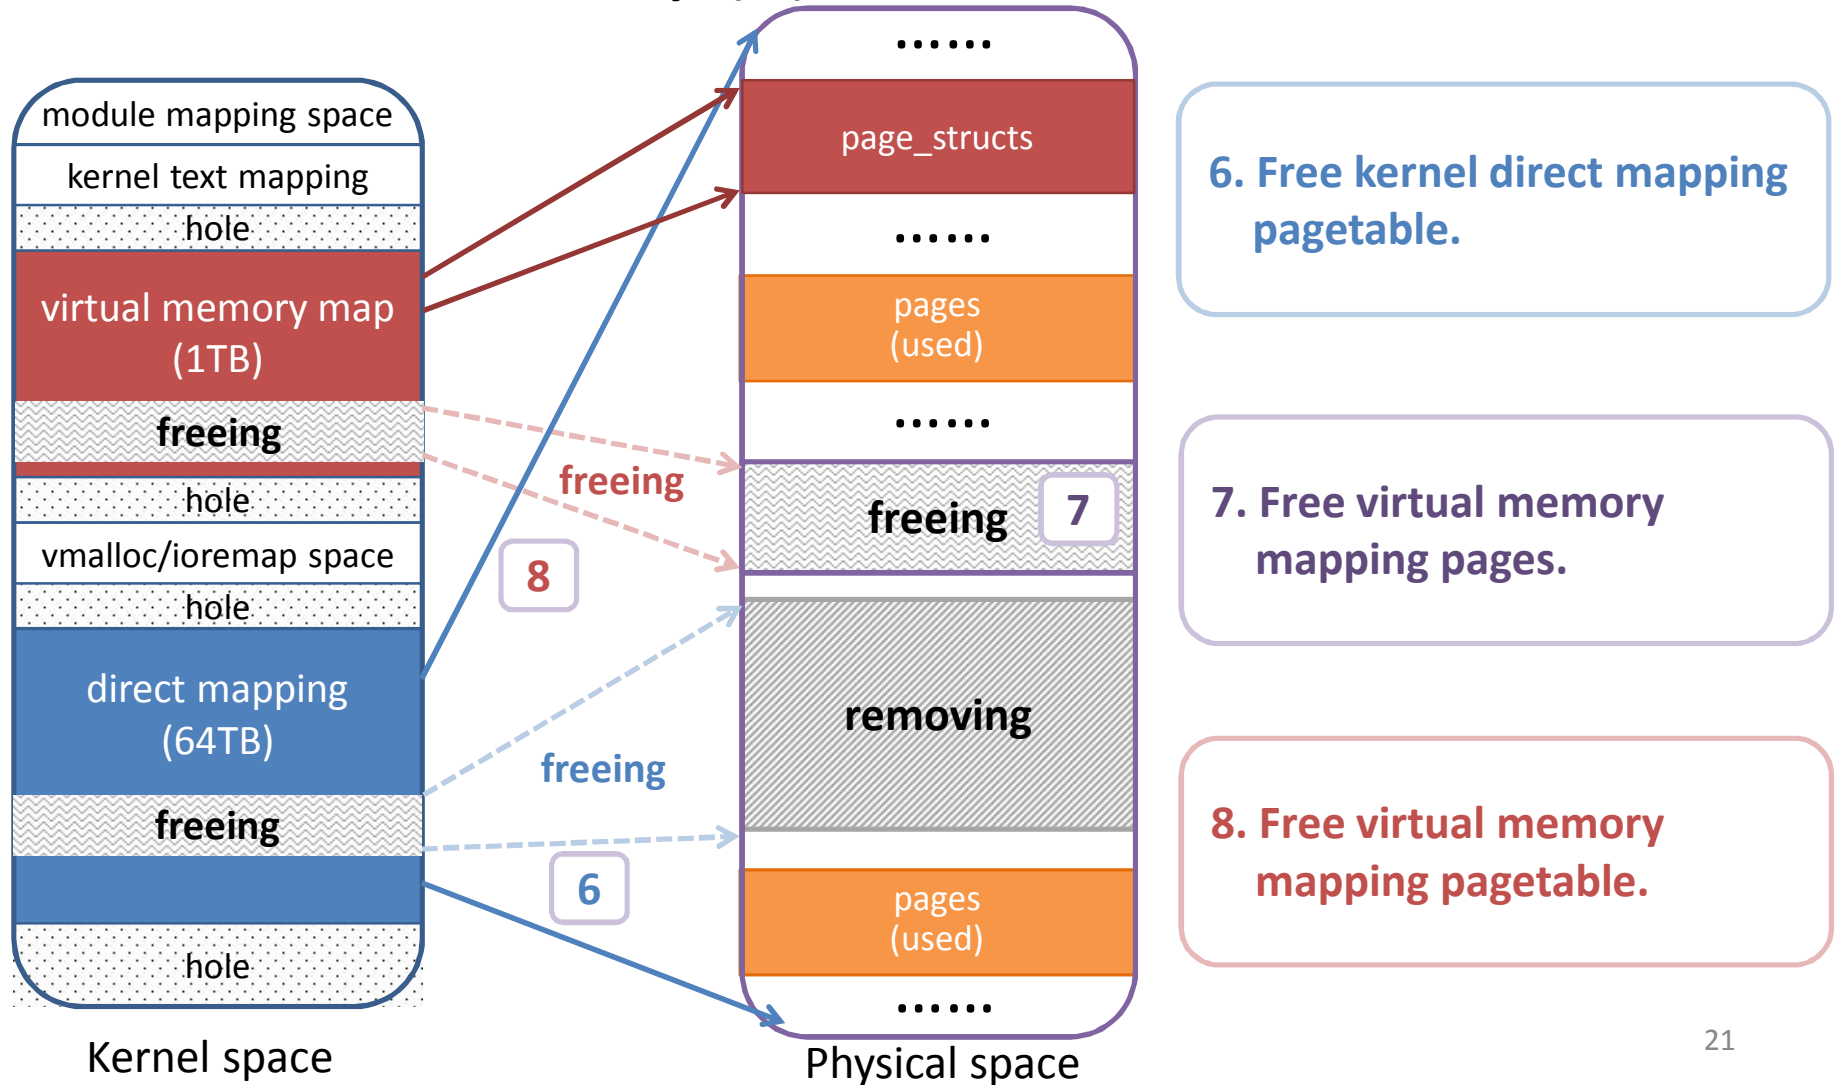 module mapping space
kernel text mapping
hole
virtual memory map
(1TB)
freeing
hole
vmalloc/ioremap space
hole
direct mapping
(64TB)
freeing
hole
Kernel space
freeing
8
freeing
6
......
page_structs
......
pages
(used)
......
freeing
7
removing
pages
(used)
......
Physical space
6. Free kernel direct mapping
pagetable.
7. Free virtual memory
mapping pages.
8. Free virtual memory
mapping pagetable.
21